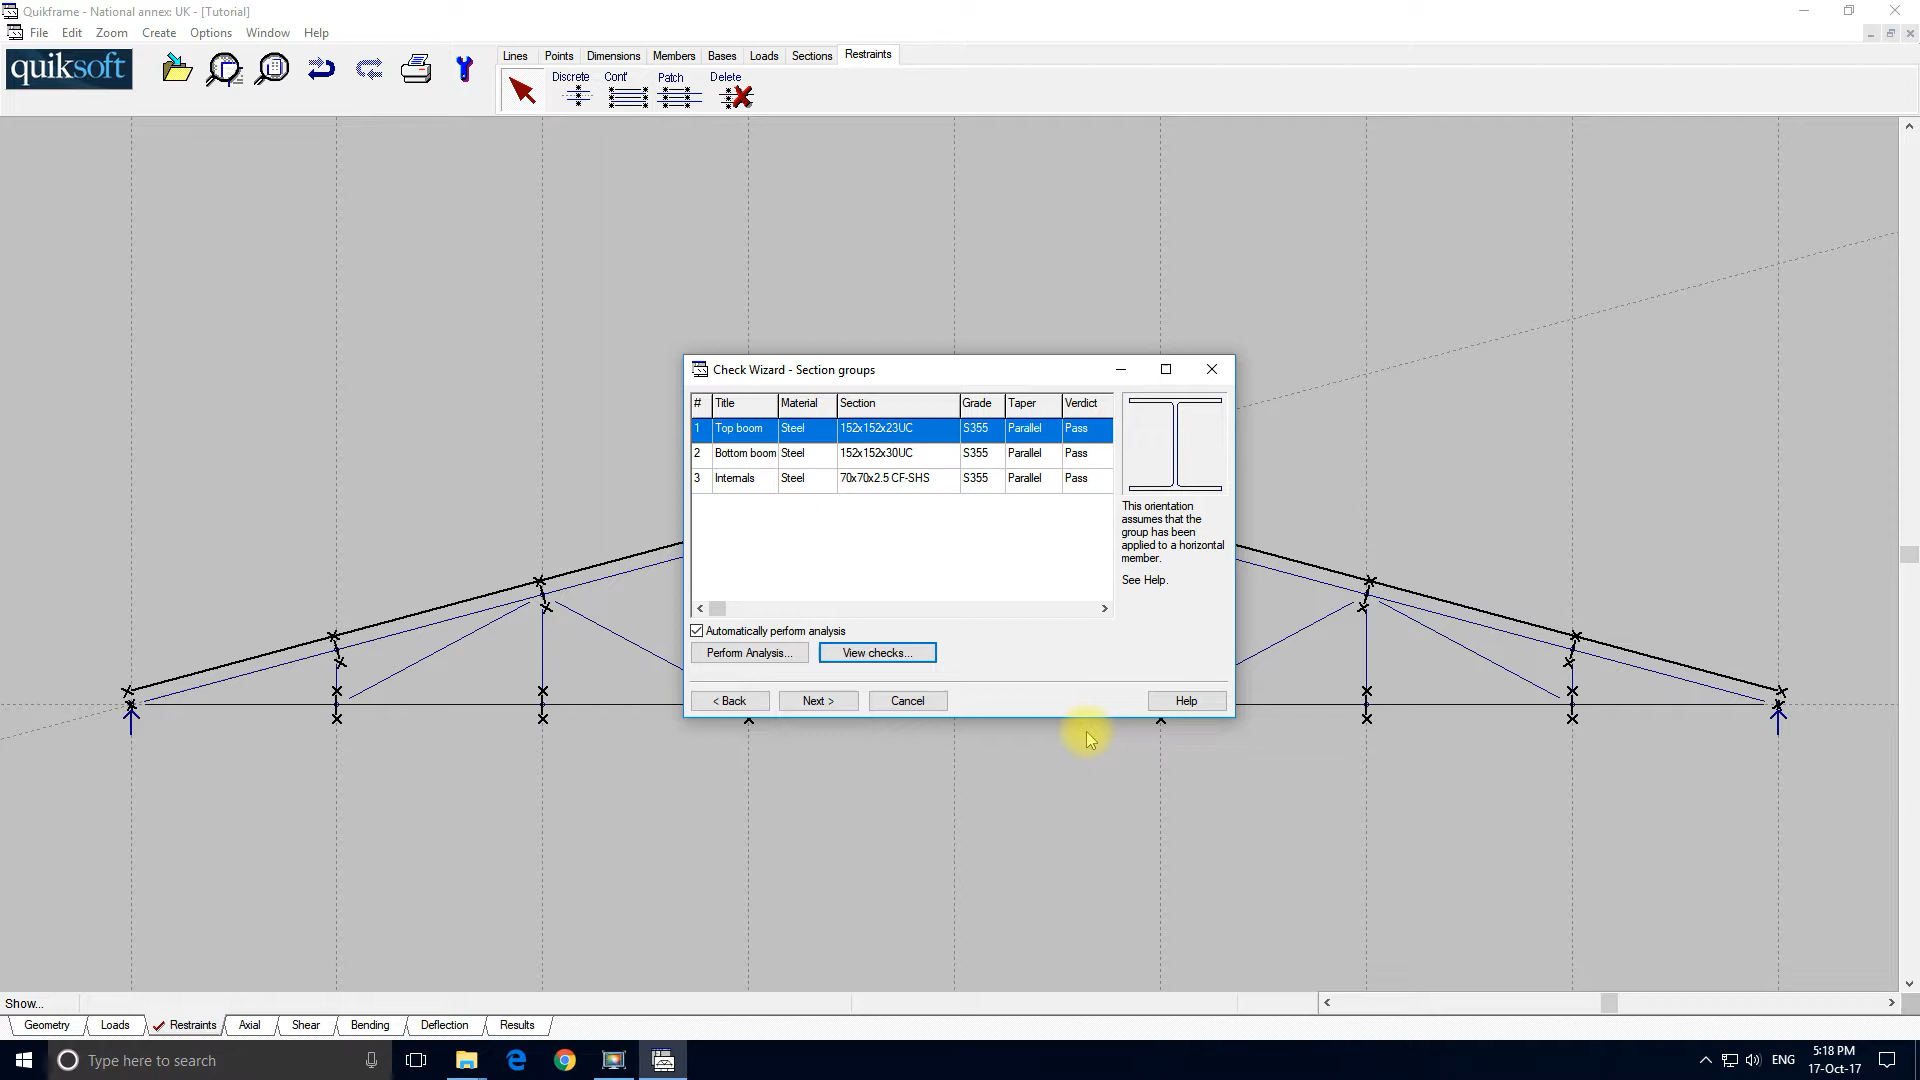 Quikframe - National annex: UK - [Tutorial]
File Edit Zoom Create Options Window Help
quiksoft
Lines Points Dimensions Members Bases Loads Sections Restraints
Discrete Cont' Patch Delete
Check Wizard - Section groups
# Title Material Section Grade Taper Verdict
1 Top boom Steel 152x152x23UC S355 Parallel Pass
2 Bottom boom Steel 152x152x30UC S355 Parallel Pass
3 Internals Steel 70x70x2.5 CF-SHS S355 Parallel Pass
This orientation
assumes that the
group has been
applied to a horizontal
member.
See Help.
Automatically perform analysis
Perform Analysis... View checks...
< Back Next > Cancel Help
Show...
Geometry Loads Restraints Axial Shear Bending Deflection Results
Type here to search
ENG
5:18 PM
17-Oct-17